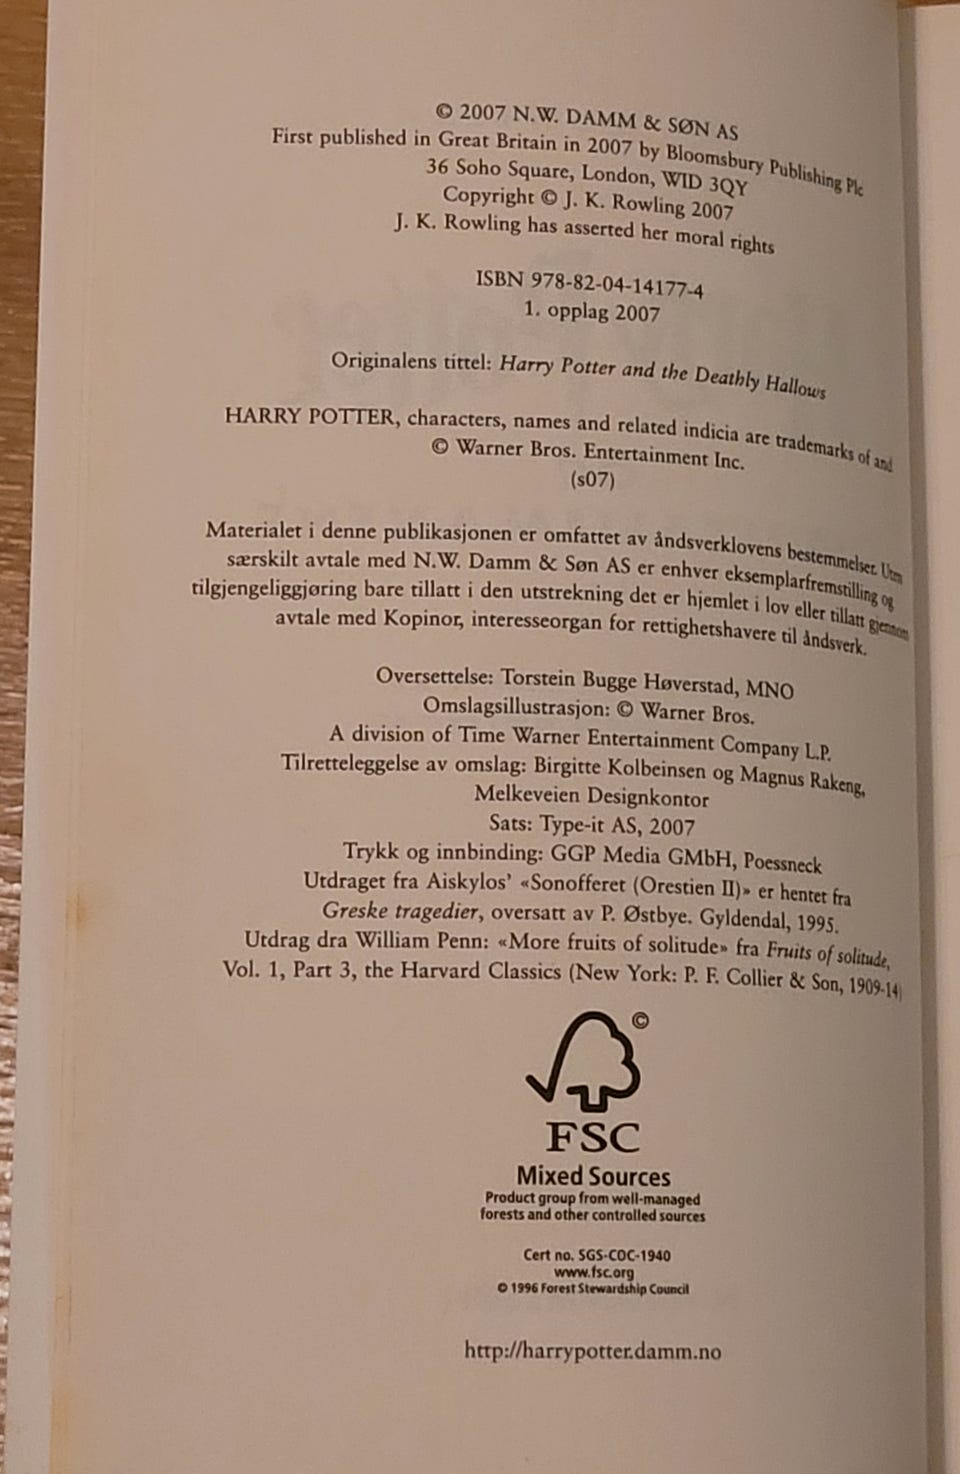 © 2007 N.W. DAMM & SØN AS
First published in Great Britain in 2007 by Bloomsbury Publishing Plc
36 Soho Square, London, WID 3QY
Copyright © J. K. Rowling 2007
J. K. Rowling has asserted her moral rights
ISBN 978-82-04-14177-4
1. opplag 2007
Originalens tittel: Harry Potter and the Deathly Hallows
HARRY POTTER, characters, names and related indicia are trademarks of and
© Warner Bros. Entertainment Inc.
(s07)
Materialet i denne publikasjonen er omfattet av åndsverklovens bestemmelser. Uten
særskilt avtale med N.W. Damm & Søn AS er enhver eksemplarfremstilling og
tilgjengeliggjøring bare tillatt i den utstrekning det er hjemlet i lov eller tillatt gjennom
avtale med Kopinor, interesseorgan for rettighetshavere til åndsverk.
Oversettelse: Torstein Bugge Høverstad, MNO
Omslagsillustrasjon: © Warner Bros.
A division of Time Warner Entertainment Company L.P.
Tilretteleggelse av omslag: Birgitte Kolbeinsen og Magnus Rakeng,
Melkeveien Designkontor
Sats: Type-it AS, 2007
Trykk og innbinding: GGP Media GMbH, Poessneck
Utdraget fra Aiskylos’ «Sonofferet (Orestien II)» er hentet fra
Greske tragedier, oversatt av P. Østbye. Gyldendal, 1995.
Utdrag dra William Penn: «More fruits of solitude» fra Fruits of solitude,
Vol. 1, Part 3, the Harvard Classics (New York: P. F. Collier & Son, 1909-14)
©
FSC
Mixed Sources
Product group from well-managed
forests and other controlled sources
Cert no. SGS-COC-1940
www.fsc.org
© 1996 Forest Stewardship Council
http://harrypotter.damm.no